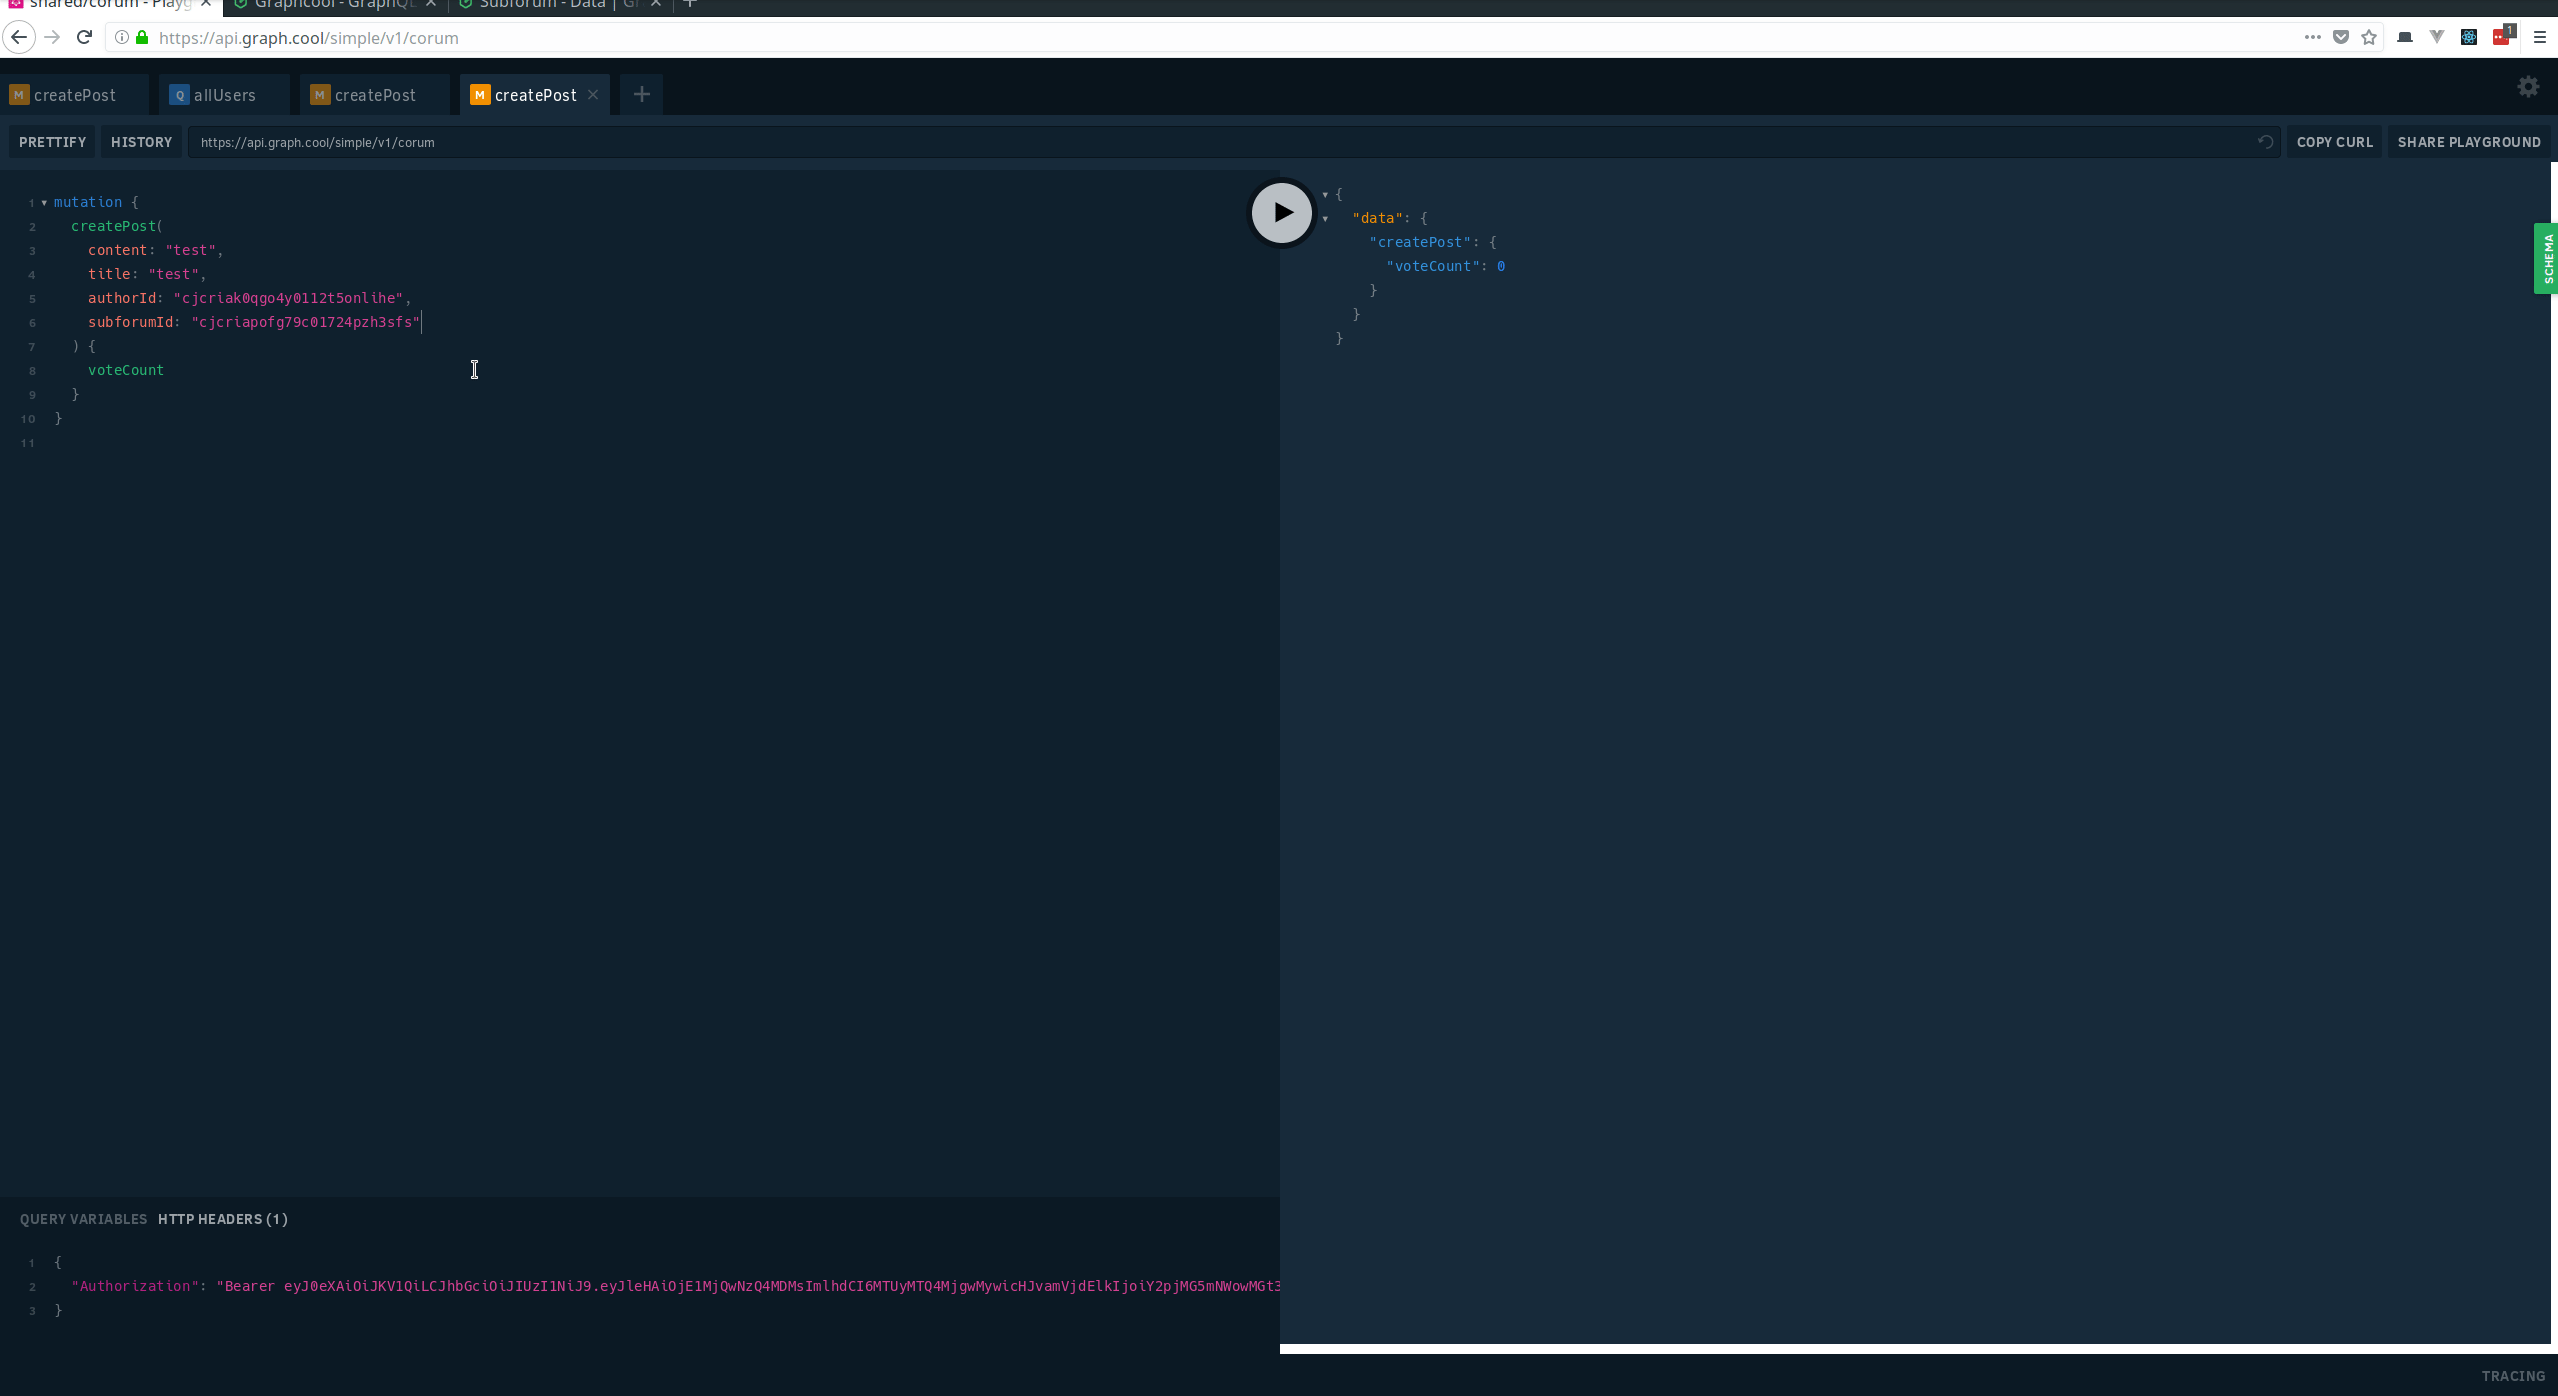 shared/corum - Playg
Graphcool - GraphQL
Subforum - Data | Gr
https://api.graph.cool/simple/v1/corum
1
M createPost
Q allUsers
M createPost
M createPost
PRETTIFY
HISTORY
https://api.graph.cool/simple/v1/corum
COPY CURL
SHARE PLAYGROUND
1 mutation {
2 createPost(
3 content: "test",
4 title: "test",
5 authorId: "cjcriak0qgo4y0112t5onlihe",
6 subforumId: "cjcriapofg79c01724pzh3sfs"
7 ) {
8 voteCount
9 }
10 }
11
{
"data": {
"createPost": {
"voteCount": 0
}
}
}
SCHEMA
QUERY VARIABLES HTTP HEADERS (1)
1 {
2 "Authorization": "Bearer eyJ0eXAiOiJKV1QiLCJhbGciOiJIUzI1NiJ9.eyJleHAiOjE1MjQwNzQ4MDMsImlhdCI6MTUyMTQ4MjgwMywicHJvamVjdElkIjoiY2pjMG5mNWowMGt3
3 }
TRACING